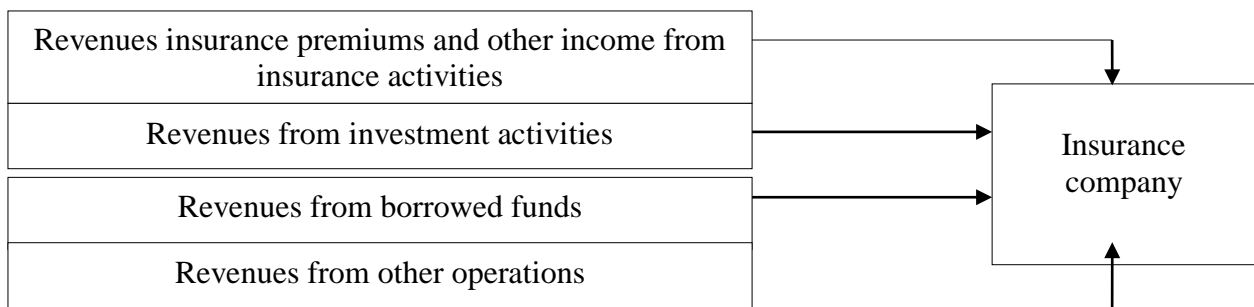 Revenues insurance premiums and other income from
insurance activities
Revenues from investment activities
Revenues from borrowed funds
Revenues from other operations
Insurance
company